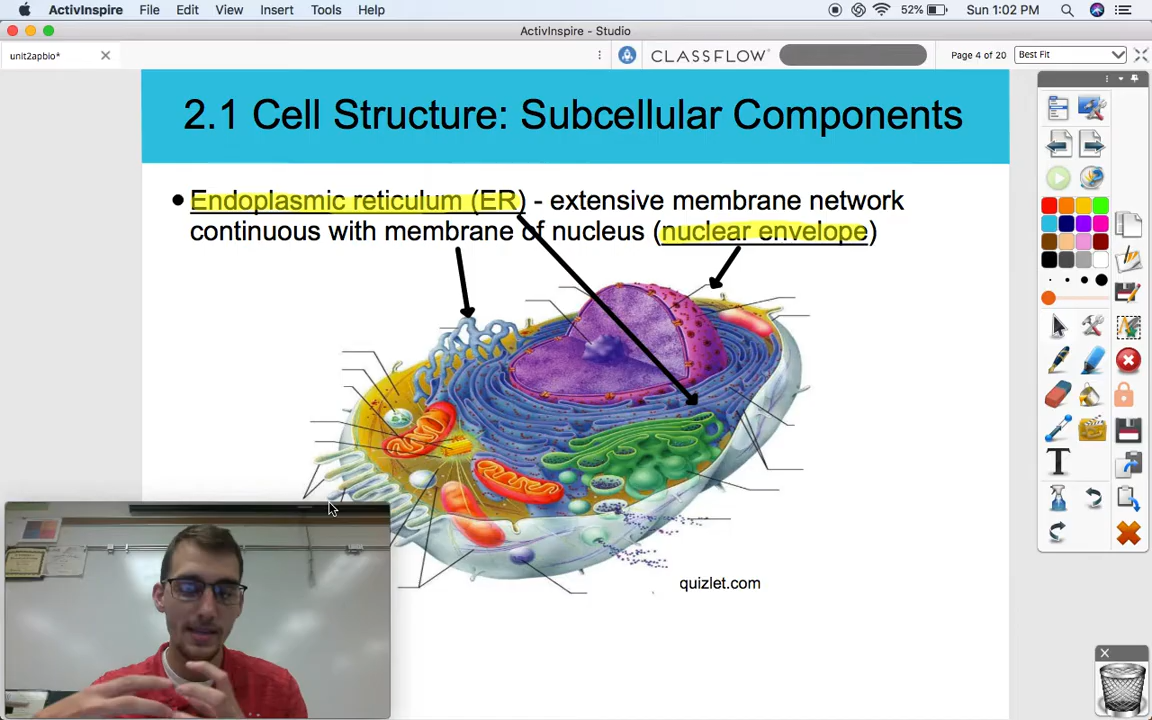 ActivInspire File Edit View Insert Tools Help 52% Sun 1:02 PM
ActivInspire - Studio
unit2apbio* CLASSFLOW Page 4 of 20 Best Fit
2.1 Cell Structure: Subcellular Components
• Endoplasmic reticulum (ER) - extensive membrane network
continuous with membrane of nucleus (nuclear envelope)
T
quizlet.com